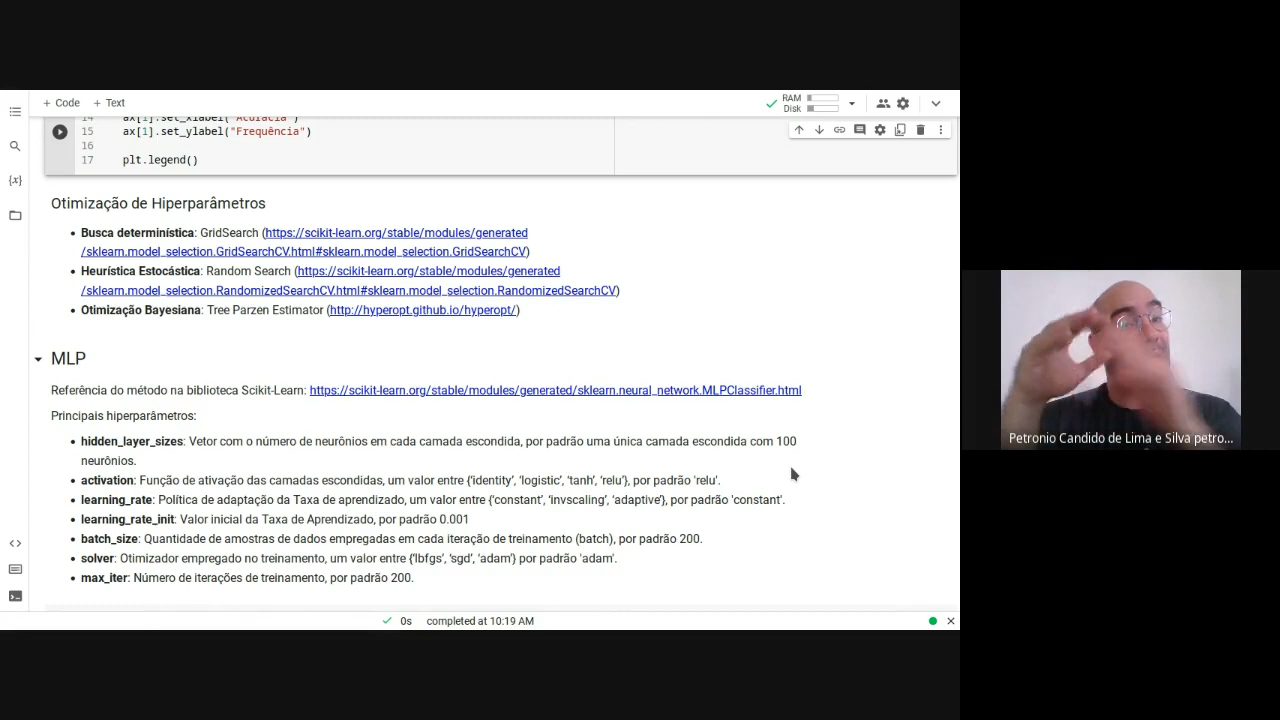 + Code + Text
RAM
Disk
14 ax[1].set_xlabel("Acurácia")
15 ax[1].set_ylabel("Frequência")
16
17 plt.legend()
Otimização de Hiperparâmetros
• Busca determinística: GridSearch (https://scikit-learn.org/stable/modules/generated
/sklearn.model_selection.GridSearchCV.html#sklearn.model_selection.GridSearchCV)
• Heurística Estocástica: Random Search (https://scikit-learn.org/stable/modules/generated
/sklearn.model_selection.RandomizedSearchCV.html#sklearn.model_selection.RandomizedSearchCV)
• Otimização Bayesiana: Tree Parzen Estimator (http://hyperopt.github.io/hyperopt/)
MLP
Referência do método na biblioteca Scikit-Learn: https://scikit-learn.org/stable/modules/generated/sklearn.neural_network.MLPClassifier.html
Principais hiperparâmetros:
• hidden_layer_sizes: Vetor com o número de neurônios em cada camada escondida, por padrão uma única camada escondida com 100
neurônios.
• activation: Função de ativação das camadas escondidas, um valor entre {‘identity’, ‘logistic’, ‘tanh’, ‘relu’}, por padrão 'relu'.
• learning_rate: Política de adaptação da Taxa de aprendizado, um valor entre {‘constant’, ‘invscaling’, ‘adaptive’}, por padrão 'constant'.
• learning_rate_init: Valor inicial da Taxa de Aprendizado, por padrão 0.001
• batch_size: Quantidade de amostras de dados empregadas em cada iteração de treinamento (batch), por padrão 200.
• solver: Otimizador empregado no treinamento, um valor entre {‘lbfgs’, ‘sgd’, ‘adam’} por padrão 'adam'.
• max_iter: Número de iterações de treinamento, por padrão 200.
0s completed at 10:19 AM
Petronio Candido de Lima e Silva petro...